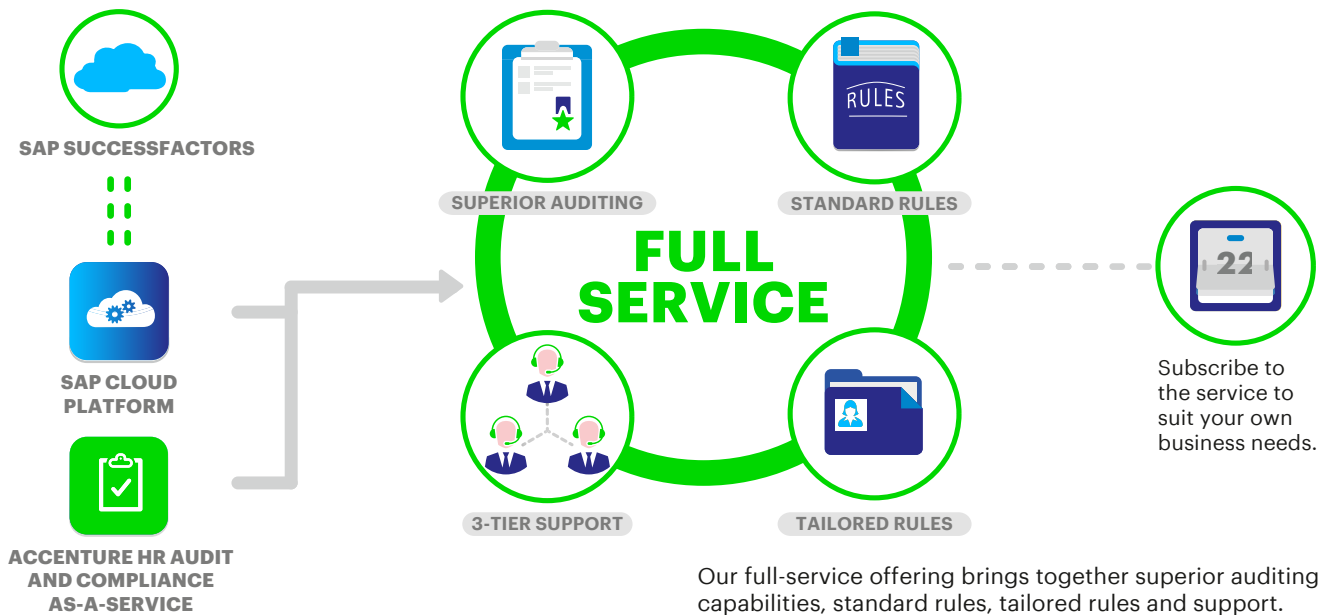 SAP SUCCESSFACTORS
SAP CLOUD
PLATFORM
ACCENTURE HR AUDIT
AND COMPLIANCE
AS-A-SERVICE
SUPERIOR AUDITING
RULES
STANDARD RULES
FULL
SERVICE
3-TIER SUPPORT
TAILORED RULES
22
Subscribe to
the service to
suit your own
business needs.
Our full-service offering brings together superior auditing
capabilities, standard rules, tailored rules and support.